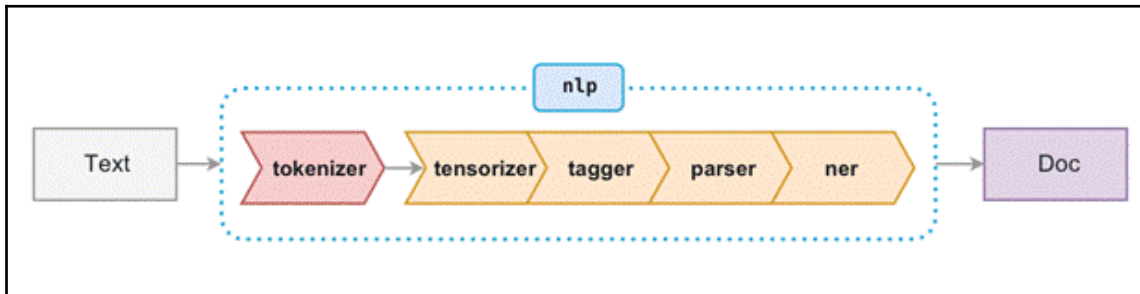 nlp
Text
tokenizer
tensorizer
tagger
parser
ner
Doc